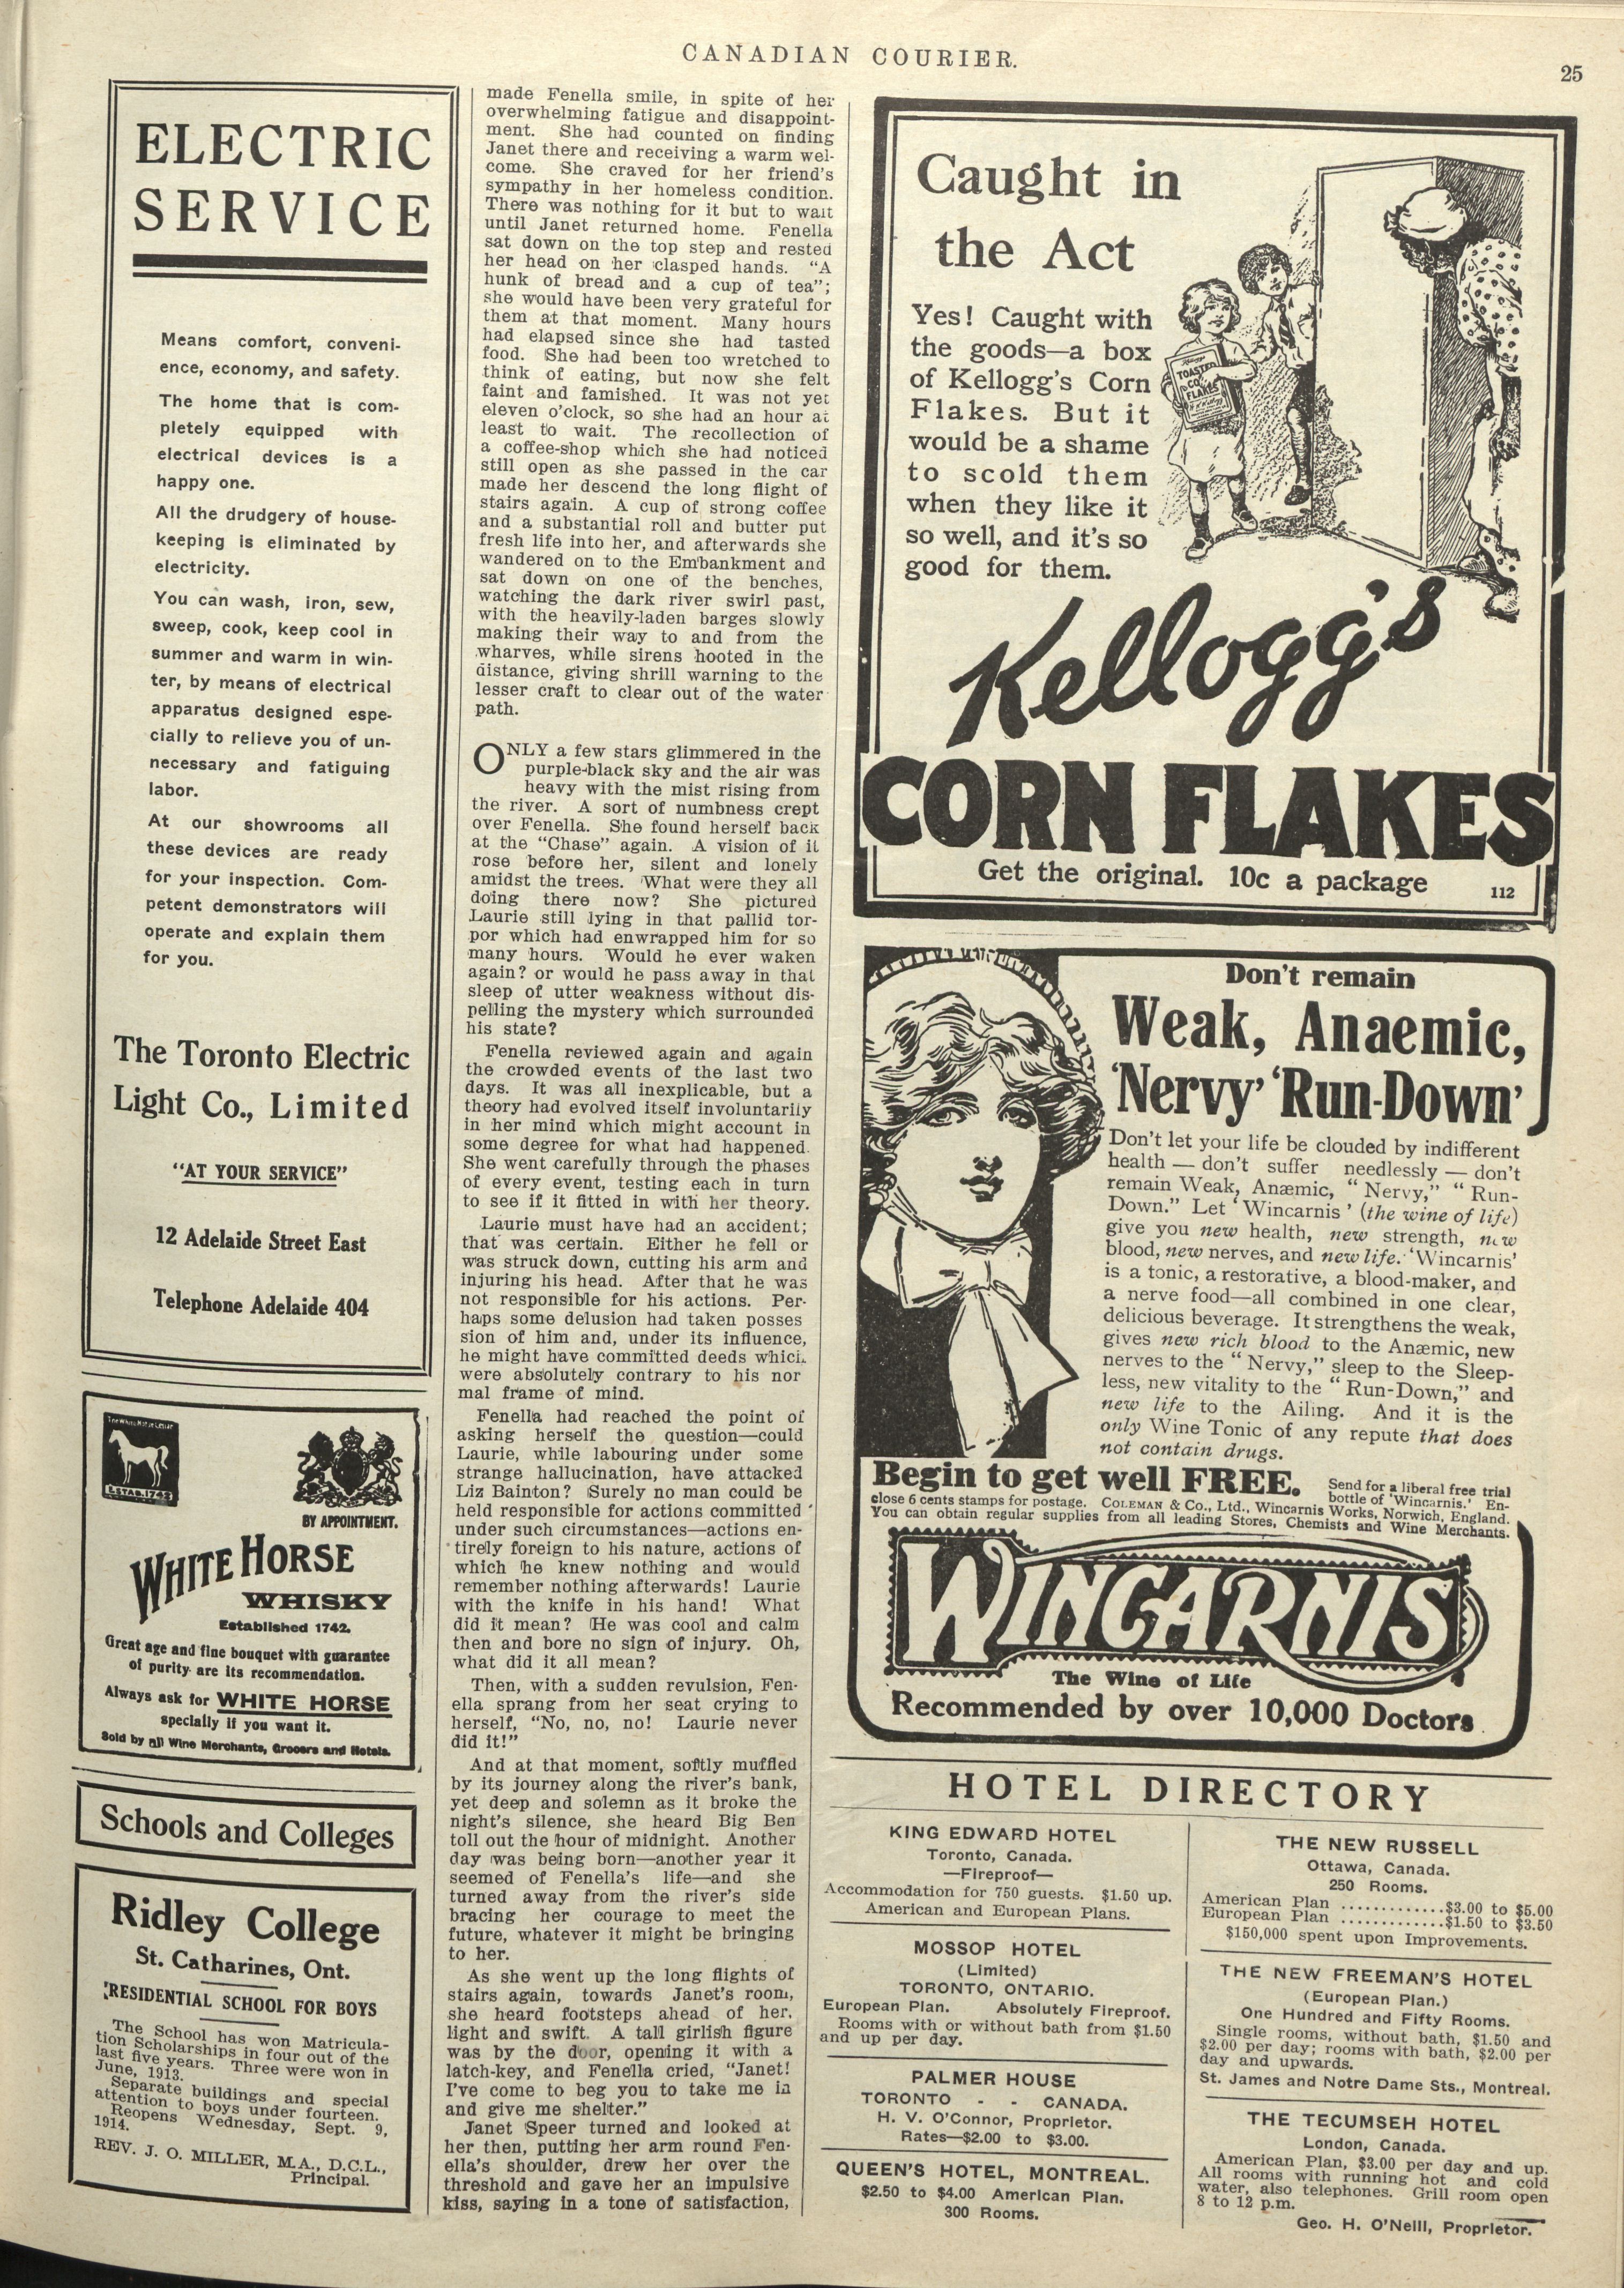 CANADIAN COURIER.
25
ELECTRIC
SERVICE
Means comfort, conveni-
ence, economy, and safety.
The home that is com-
pletely equipped with
electrical devices is a
happy one.
All the drudgery of house-
keeping is eliminated by
electricity.
You can wash, iron, sew,
sweep, cook, keep cool in
summer and warm in win-
ter, by means of electrical
apparatus designed espe-
cially to relieve you of un-
necessary and fatiguing
labor.
At our showrooms all
these devices are ready
for your inspection. Com-
petent demonstrators will
operate and explain them
for you.
The Toronto Electric
Light Co., Limited
"AT YOUR SERVICE"
12 Adelaide Street East
Telephone Adelaide 404
The White Horse Cellar
ESTAB. 1742
BY APPOINTMENT.
WHITE HORSE
WHISKY
Established 1742.
Great age and fine bouquet with guarantee
of purity are its recommendation.
Always ask for WHITE HORSE
specially if you want it.
Sold by all Wine Merchants, Grocers and Hotels.
Schools and Colleges
Ridley College
St. Catharines, Ont.
RESIDENTIAL SCHOOL FOR BOYS
The School has won Matricula-
tion Scholarships in four out of the
last five years. Three were won in
June, 1913.
Separate buildings and special
attention to boys under fourteen.
Reopens Wednesday, Sept. 9,
1914.
REV. J. O. MILLER, M.A., D.C.L.,
Principal.
made Fenella smile, in spite of her
overwhelming fatigue and disappoint-
ment. She had counted on finding
Janet there and receiving a warm wel-
come. She craved for her friend's
sympathy in her homeless condition.
There was nothing for it but to wait
until Janet returned home. Fenella
sat down on the top step and rested
her head on her clasped hands. "A
hunk of bread and a cup of tea";
she would have been very grateful for
them at that moment. Many hours
had elapsed since she had tasted
food. She had been too wretched to
think of eating, but now she felt
faint and famished. It was not yet
eleven o'clock, so she had an hour at
least to wait. The recollection of
a coffee-shop which she had noticed
still open as she passed in the car
made her descend the long flight of
stairs again. A cup of strong coffee
and a substantial roll and butter put
fresh life into her, and afterwards she
wandered on to the Embankment and
sat down on one of the benches,
watching the dark river swirl past,
with the heavily-laden barges slowly
making their way to and from the
wharves, while sirens hooted in the
distance, giving shrill warning to the
lesser craft to clear out of the water
path.
ONLY a few stars glimmered in the
purple-black sky and the air was
heavy with the mist rising from
the river. A sort of numbness crept
over Fenella. She found herself back
at the "Chase" again. A vision of it
rose before her, silent and lonely
amidst the trees. What were they all
doing there now? She pictured
Laurie still lying in that pallid tor-
por which had enwrapped him for so
many hours. Would he ever waken
again? or would he pass away in that
sleep of utter weakness without dis-
pelling the mystery which surrounded
his state?
Fenella reviewed again and again
the crowded events of the last two
days. It was all inexplicable, but a
theory had evolved itself involuntarily
in her mind which might account in
some degree for what had happened.
She went carefully through the phases
of every event, testing each in turn
to see if it fitted in with her theory.
Laurie must have had an accident;
that was certain. Either he fell or
was struck down, cutting his arm and
injuring his head. After that he was
not responsible for his actions. Per-
haps some delusion had taken posses
sion of him and, under its influence,
he might have committed deeds which
were absolutely contrary to his nor
mal frame of mind.
Fenella had reached the point of
asking herself the question—could
Laurie, while labouring under some
strange hallucination, have attacked
Liz Bainton? Surely no man could be
held responsible for actions committed
under such circumstances—actions en-
tirely foreign to his nature, actions of
which he knew nothing and would
remember nothing afterwards! Laurie
with the knife in his hand! What
did it mean? He was cool and calm
then and bore no sign of injury. Oh,
what did it all mean?
Then, with a sudden revulsion, Fen-
ella sprang from her seat crying to
herself, "No, no, no! Laurie never
did it!"
And at that moment, softly muffled
by its journey along the river's bank,
yet deep and solemn as it broke the
night's silence, she heard Big Ben
toll out the hour of midnight. Another
day was being born—another year it
seemed of Fenella's life—and she
turned away from the river's side
bracing her courage to meet the
future, whatever it might be bringing
to her.
As she went up the long flights of
stairs again, towards Janet's room,
she heard footsteps ahead of her,
light and swift. A tall girlish figure
was by the door, opening it with a
latch-key, and Fenella cried, "Janet!
I've come to beg you to take me in
and give me shelter."
Janet Speer turned and looked at
her then, putting her arm round Fen-
ella's shoulder, drew her over the
threshold and gave her an impulsive
kiss, saying in a tone of satisfaction,
Caught in
the Act
Yes! Caught with
the goods—a box
of Kellogg's Corn
Flakes. But it
would be a shame
to scold them
when they like it
so well, and it's so
good for them.
Kellogg's
TOASTED
CORN
FLAKES
Kellogg's
CORN FLAKES
Get the original. 10c a package
112
Don't remain
Weak, Anaemic,
'Nervy' 'Run-Down'
Don't let your life be clouded by indifferent
health — don't suffer needlessly — don't
remain Weak, Anæmic, "Nervy," "Run-
Down." Let 'Wincarnis' (the wine of life)
give you new health, new strength, new
blood, new nerves, and new life. 'Wincarnis'
is a tonic, a restorative, a blood-maker, and
a nerve food—all combined in one clear,
delicious beverage. It strengthens the weak,
gives new rich blood to the Anæmic, new
nerves to the "Nervy," sleep to the Sleep-
less, new vitality to the "Run-Down," and
new life to the Ailing. And it is the
only Wine Tonic of any repute that does
not contain drugs.
Begin to get well FREE. Send for a liberal free trial
bottle of 'Wincarnis.' En-
close 6 cents stamps for postage. COLEMAN & CO., Ltd., Wincarnis Works, Norwich, England.
You can obtain regular supplies from all leading Stores, Chemists and Wine Merchants.
WINCARNIS
The Wine of Life
Recommended by over 10,000 Doctors
HOTEL DIRECTORY
KING EDWARD HOTEL
Toronto, Canada.
—Fireproof—
Accommodation for 750 guests. $1.50 up.
American and European Plans.
MOSSOP HOTEL
(Limited)
TORONTO, ONTARIO.
European Plan. Absolutely Fireproof.
Rooms with or without bath from $1.50
and up per day.
PALMER HOUSE
TORONTO - - CANADA.
H. V. O'Connor, Proprietor.
Rates—$2.00 to $3.00.
QUEEN'S HOTEL, MONTREAL.
$2.50 to $4.00 American Plan.
300 Rooms.
THE NEW RUSSELL
Ottawa, Canada.
250 Rooms.
American Plan .............$3.00 to $5.00
European Plan .............$1.50 to $3.50
$150,000 spent upon Improvements.
THE NEW FREEMAN'S HOTEL
(European Plan.)
One Hundred and Fifty Rooms.
Single rooms, without bath, $1.50 and
$2.00 per day; rooms with bath, $2.00 per
day and upwards.
St. James and Notre Dame Sts., Montreal.
THE TECUMSEH HOTEL
London, Canada.
American Plan, $3.00 per day and up.
All rooms with running hot and cold
water, also telephones. Grill room open
8 to 12 p.m.
Geo. H. O'Neill, Proprietor.